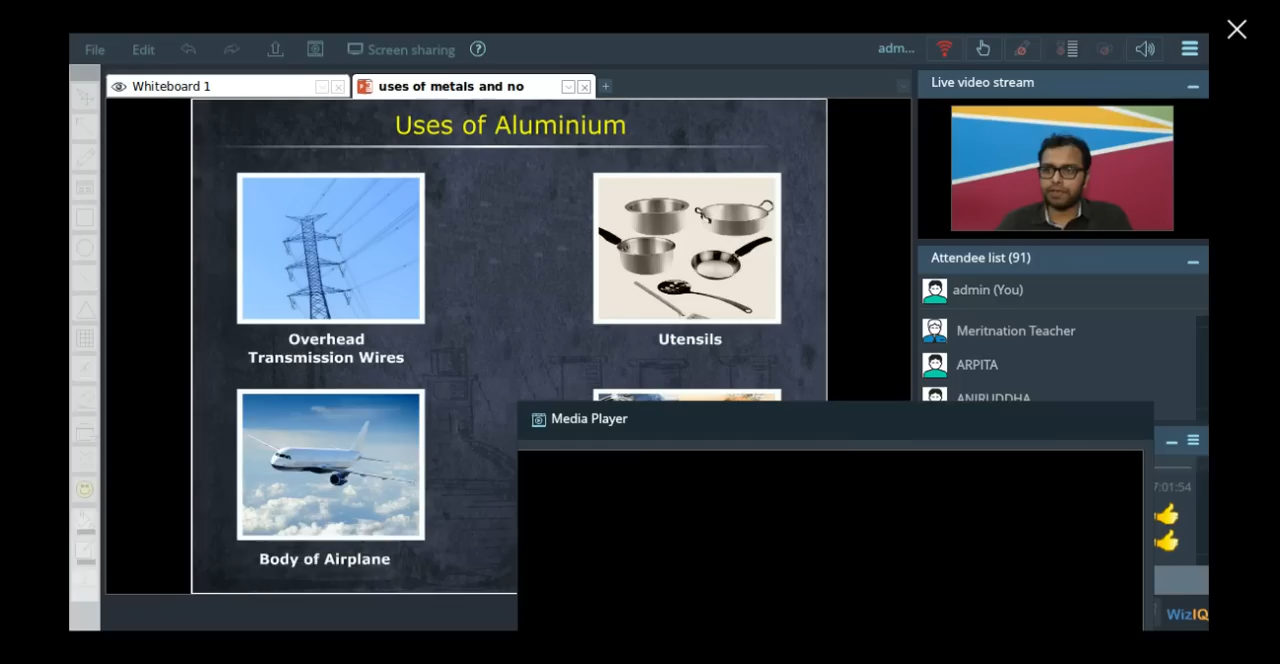 File Edit Screen sharing ? adm...
Whiteboard 1
uses of metals and no
Uses of Aluminium
Overhead
Transmission Wires
Utensils
Body of Airplane
Live video stream
Attendee list (91)
admin (You)
Meritnation Teacher
ARPITA
ANIRUDDHA
Media Player
7:01:54
WizIQ